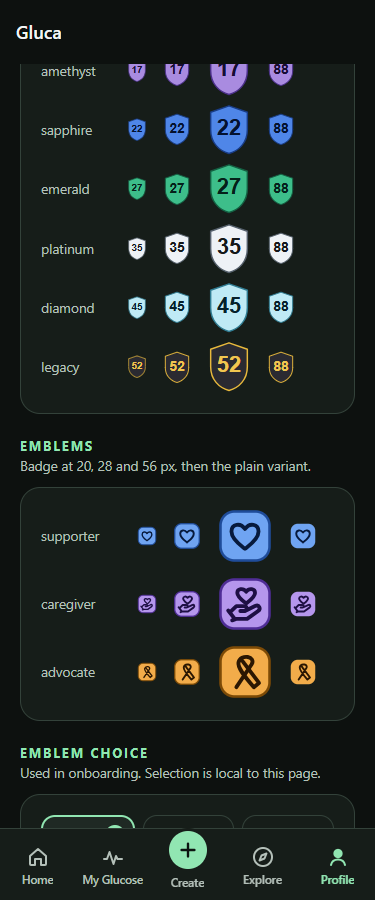 Gluca
amethyst 17 17 17 88
sapphire 22 22 22 88
emerald 27 27 27 88
platinum 35 35 35 88
diamond 45 45 45 88
legacy 52 52 52 88
EMBLEMS
Badge at 20, 28 and 56 px, then the plain variant.
supporter
caregiver
advocate
EMBLEM CHOICE
Used in onboarding. Selection is local to this page.
Home My Glucose Create Explore Profile